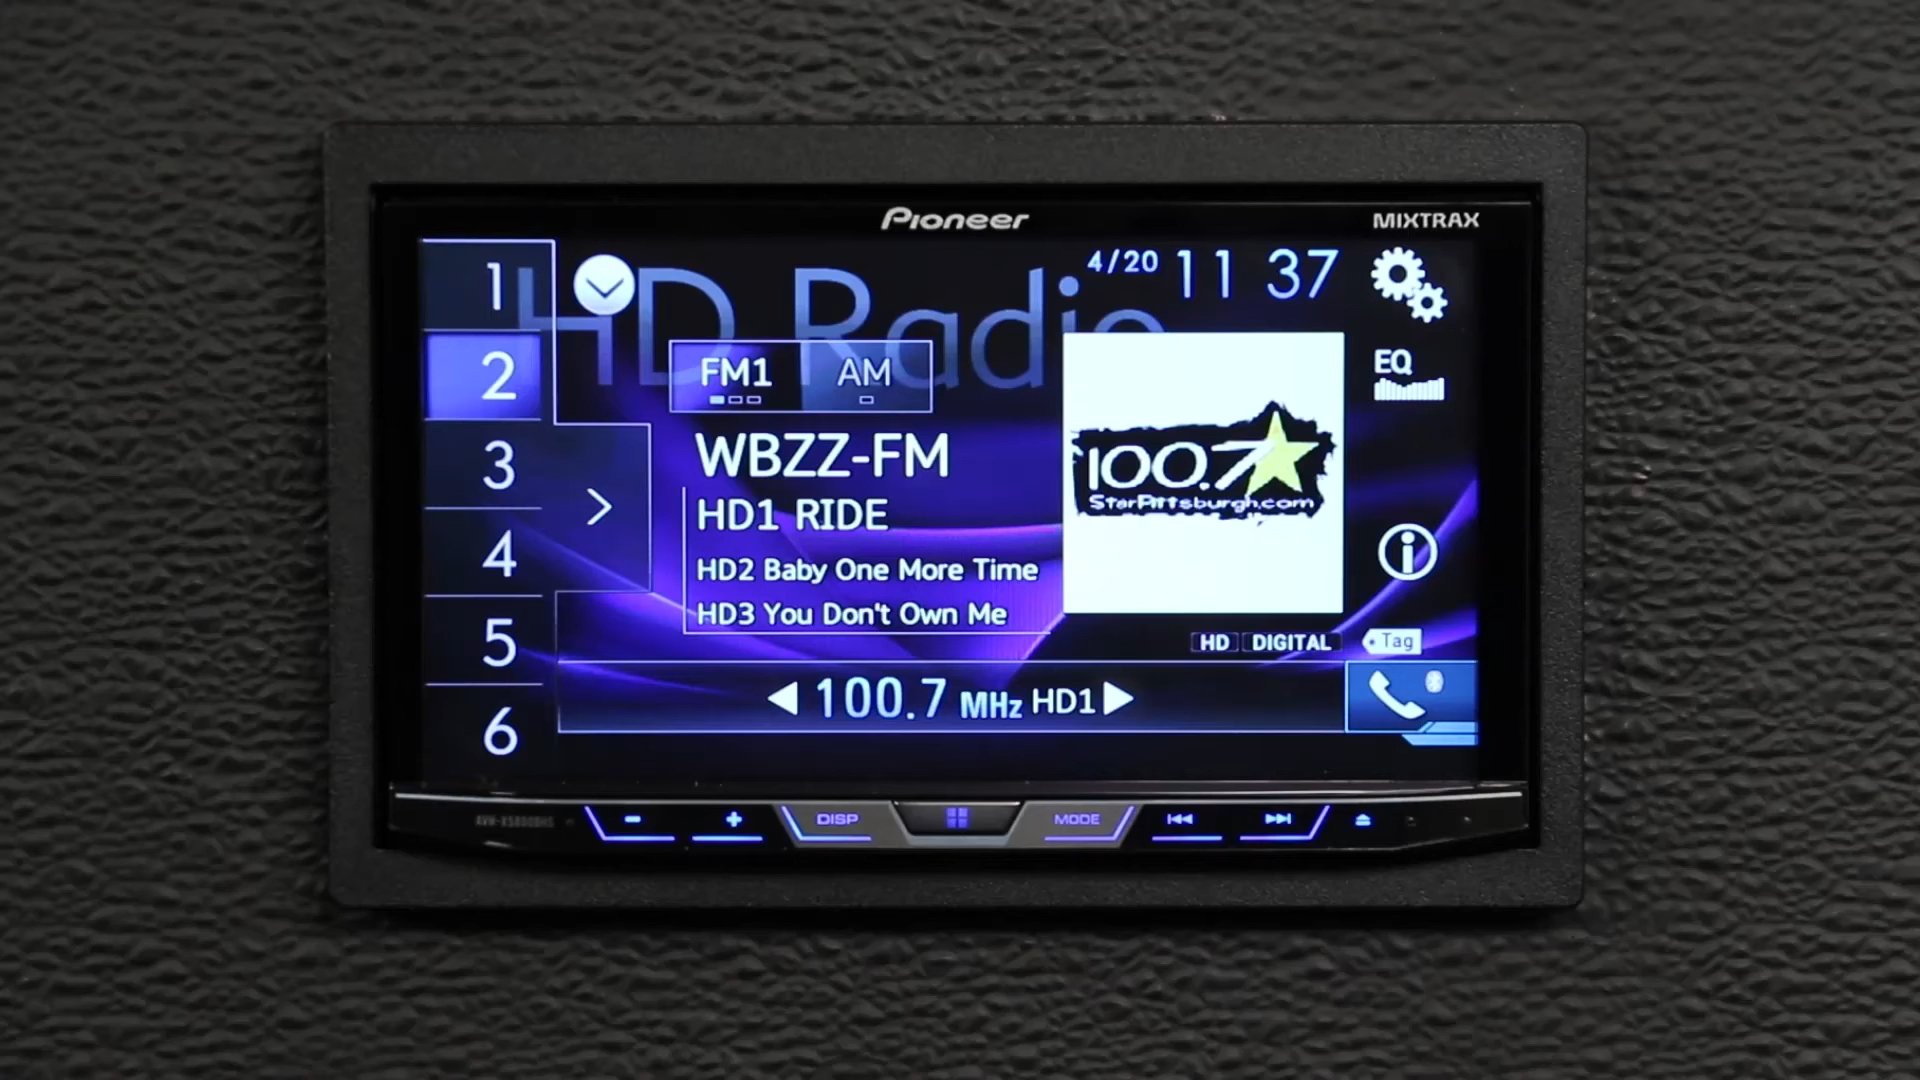 Pioneer
MIXTRAX
HD Radio
4/20 11 37
1
2
3
4
5
6
FM1 AM
EQ
WBZZ-FM
HD1 RIDE
HD2 Baby One More Time
HD3 You Don't Own Me
100.7
StarPittsburgh.com
HD DIGITAL
Tag
100.7 MHz HD1
DISP
MODE